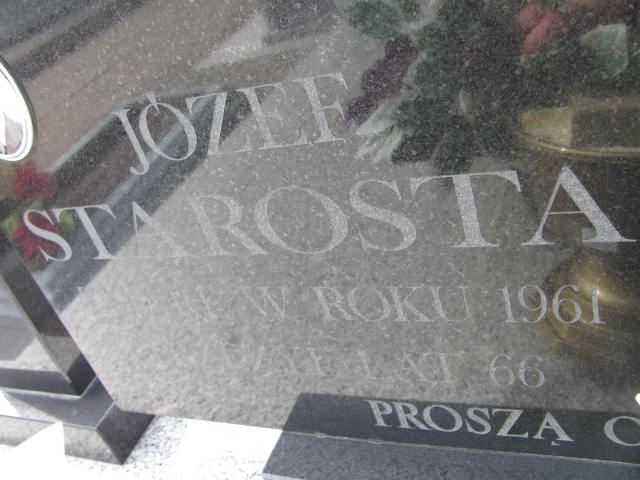 JÓZEF
STAROSTA
W ROKU 1961
LAT 66
PROSZĄ